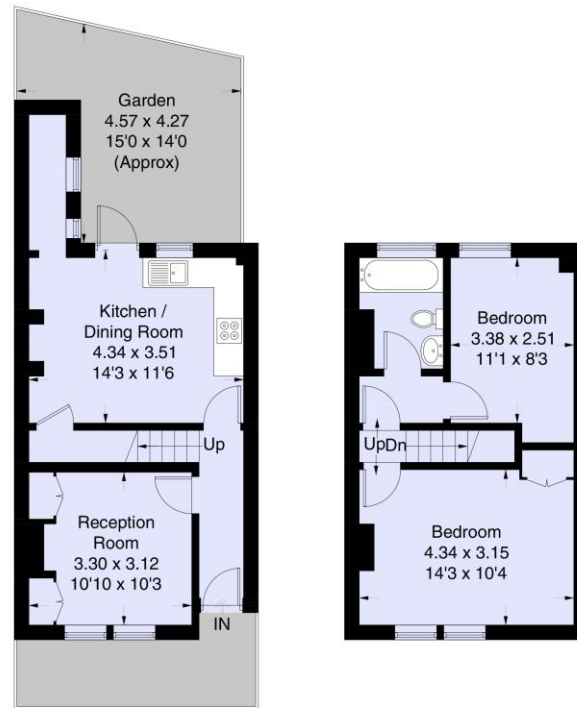 Garden
4.57 x 4.27
15'0 x 14'0
(Approx)
Kitchen /
Dining Room
4.34 x 3.51
14'3 x 11'6
Up
Reception
Room
3.30 x 3.12
10'10 x 10'3
IN
Bedroom
3.38 x 2.51
11'1 x 8'3
Up
Dn
Bedroom
4.34 x 3.15
14'3 x 10'4